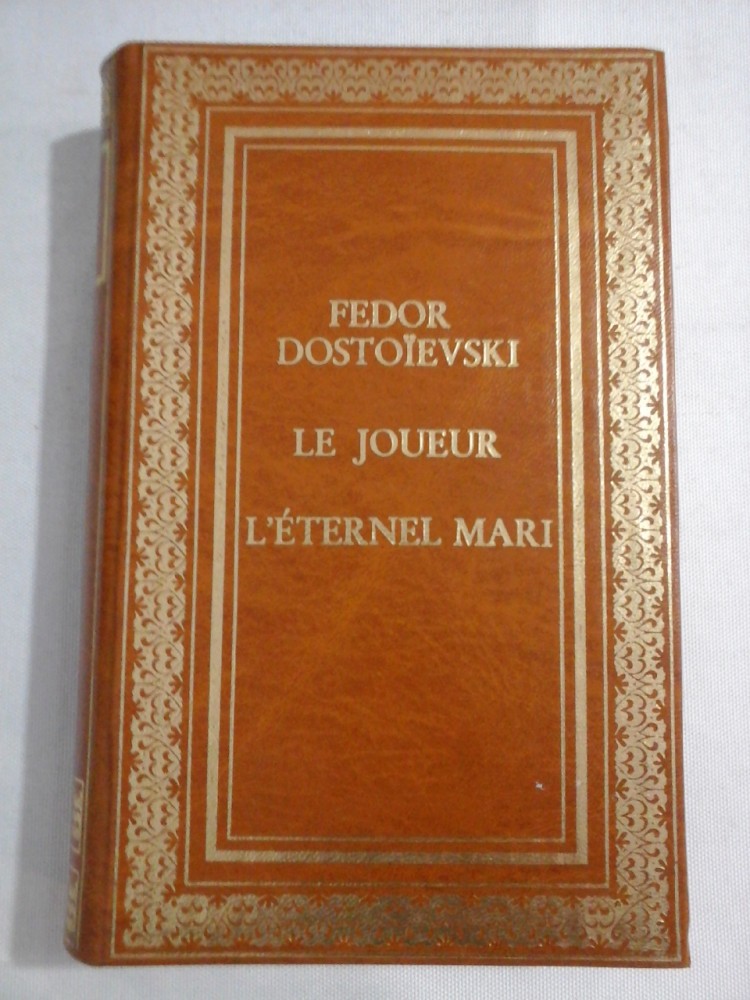 FEDOR
DOSTOÏEVSKI
LE JOUEUR
L'ÉTERNEL MARI